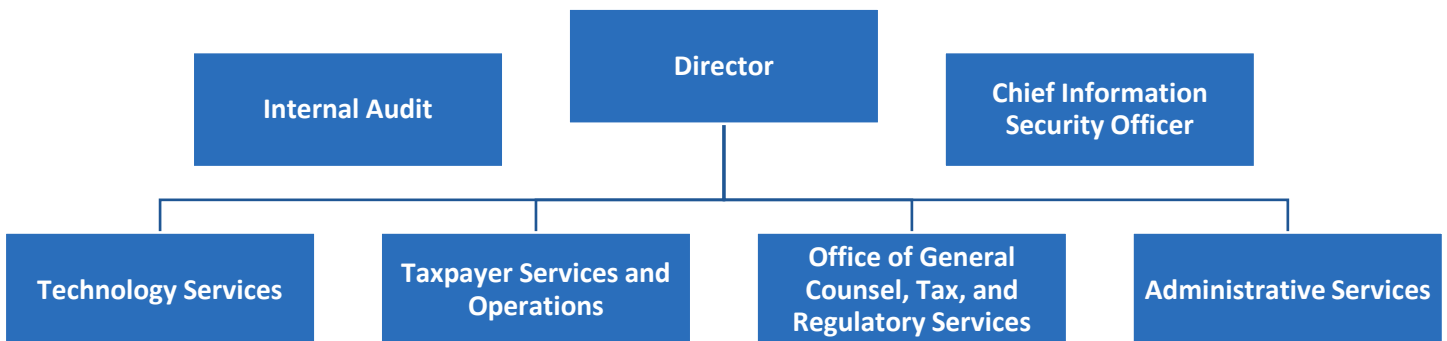 Director
Internal Audit
Chief Information
Security Officer
Technology Services
Taxpayer Services and
Operations
Office of General
Counsel, Tax, and
Regulatory Services
Administrative Services